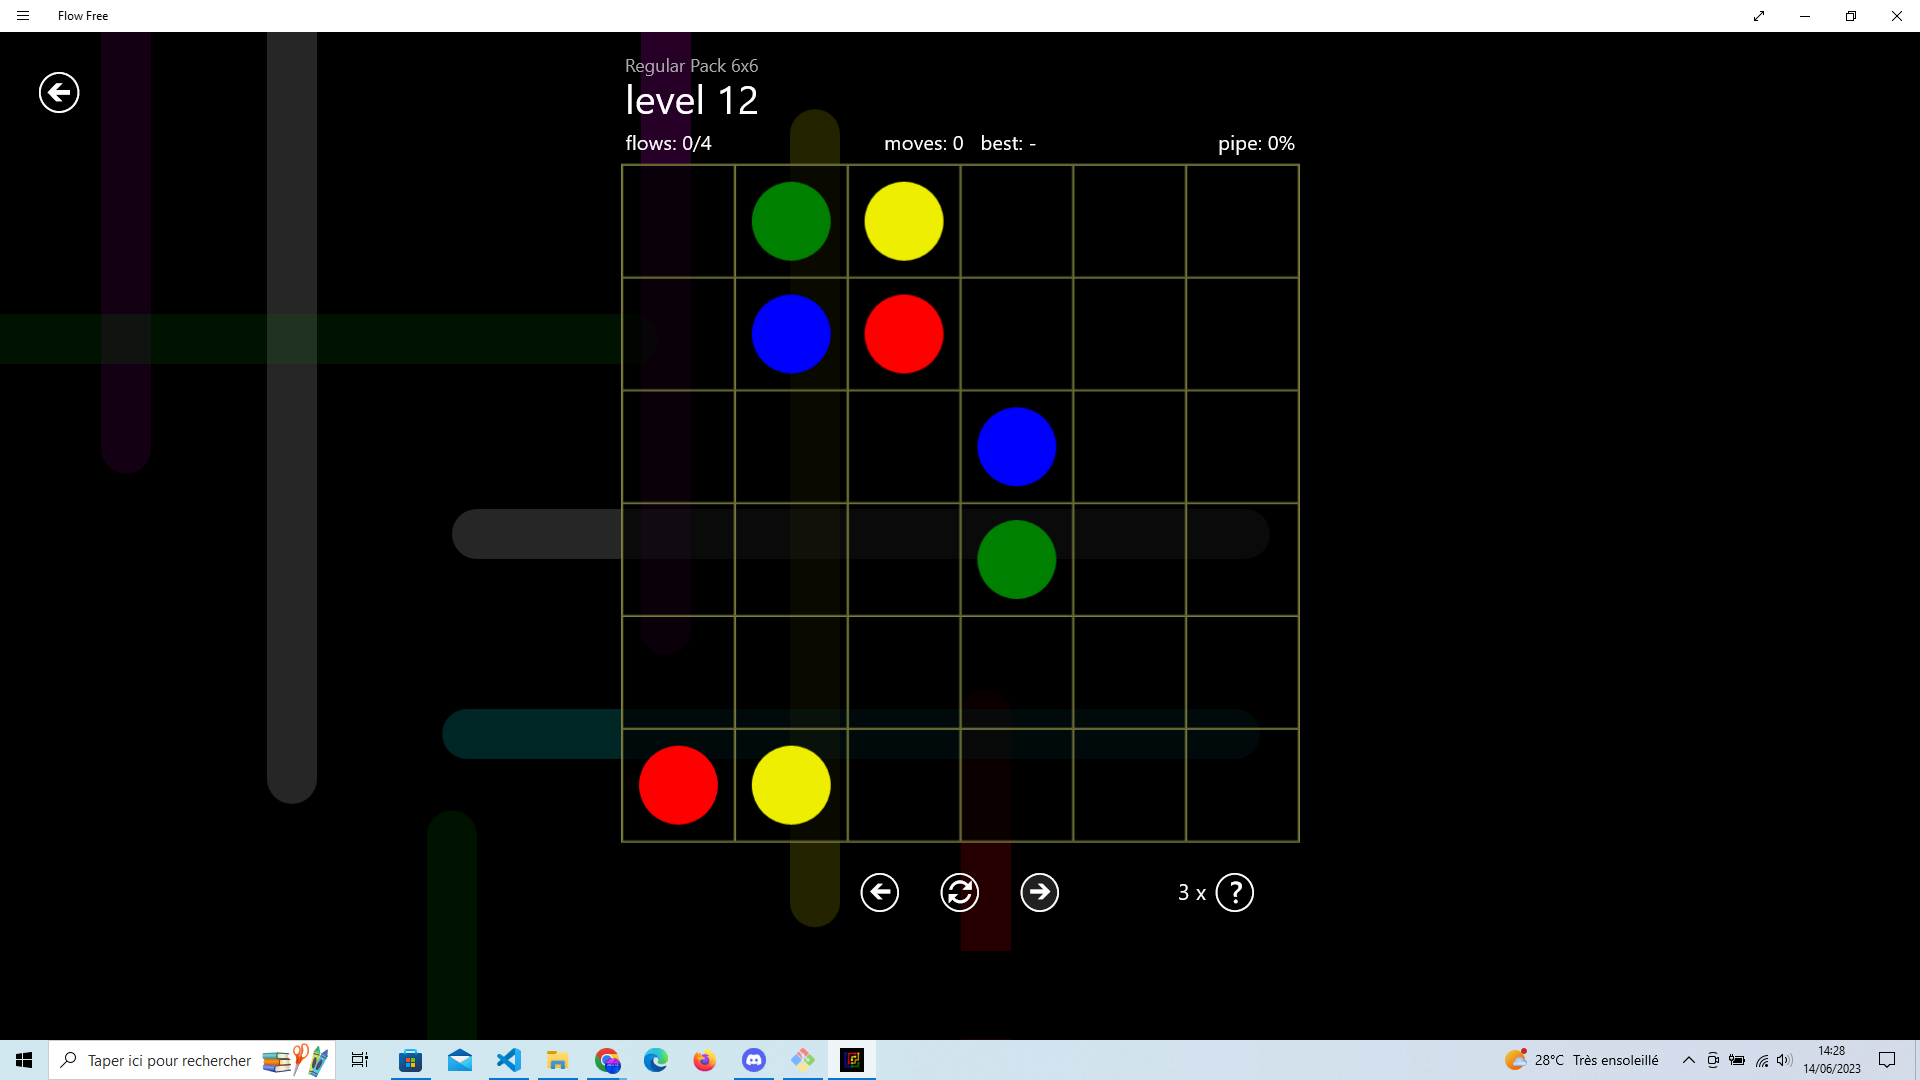 Flow Free
Regular Pack 6x6
level 12
flows: 0/4 moves: 0 best: - pipe: 0%
3 x ?
Taper ici pour rechercher
28°C Très ensoleillé
14:28
14/06/2023